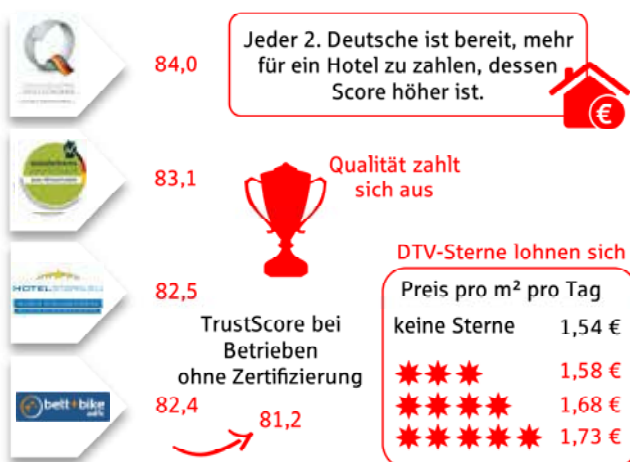 84,0
Jeder 2. Deutsche ist bereit, mehr
für ein Hotel zu zahlen, dessen
Score höher ist.
€
83,1
Qualität zahlt
sich aus
HOTELSTARS.EU
82,5
DTV-Sterne lohnen sich
Preis pro m² pro Tag
keine Sterne 1,54 €
1,58 €
1,68 €
1,73 €
TrustScore bei
Betrieben
ohne Zertifizierung
81,2
bett+bike
82,4